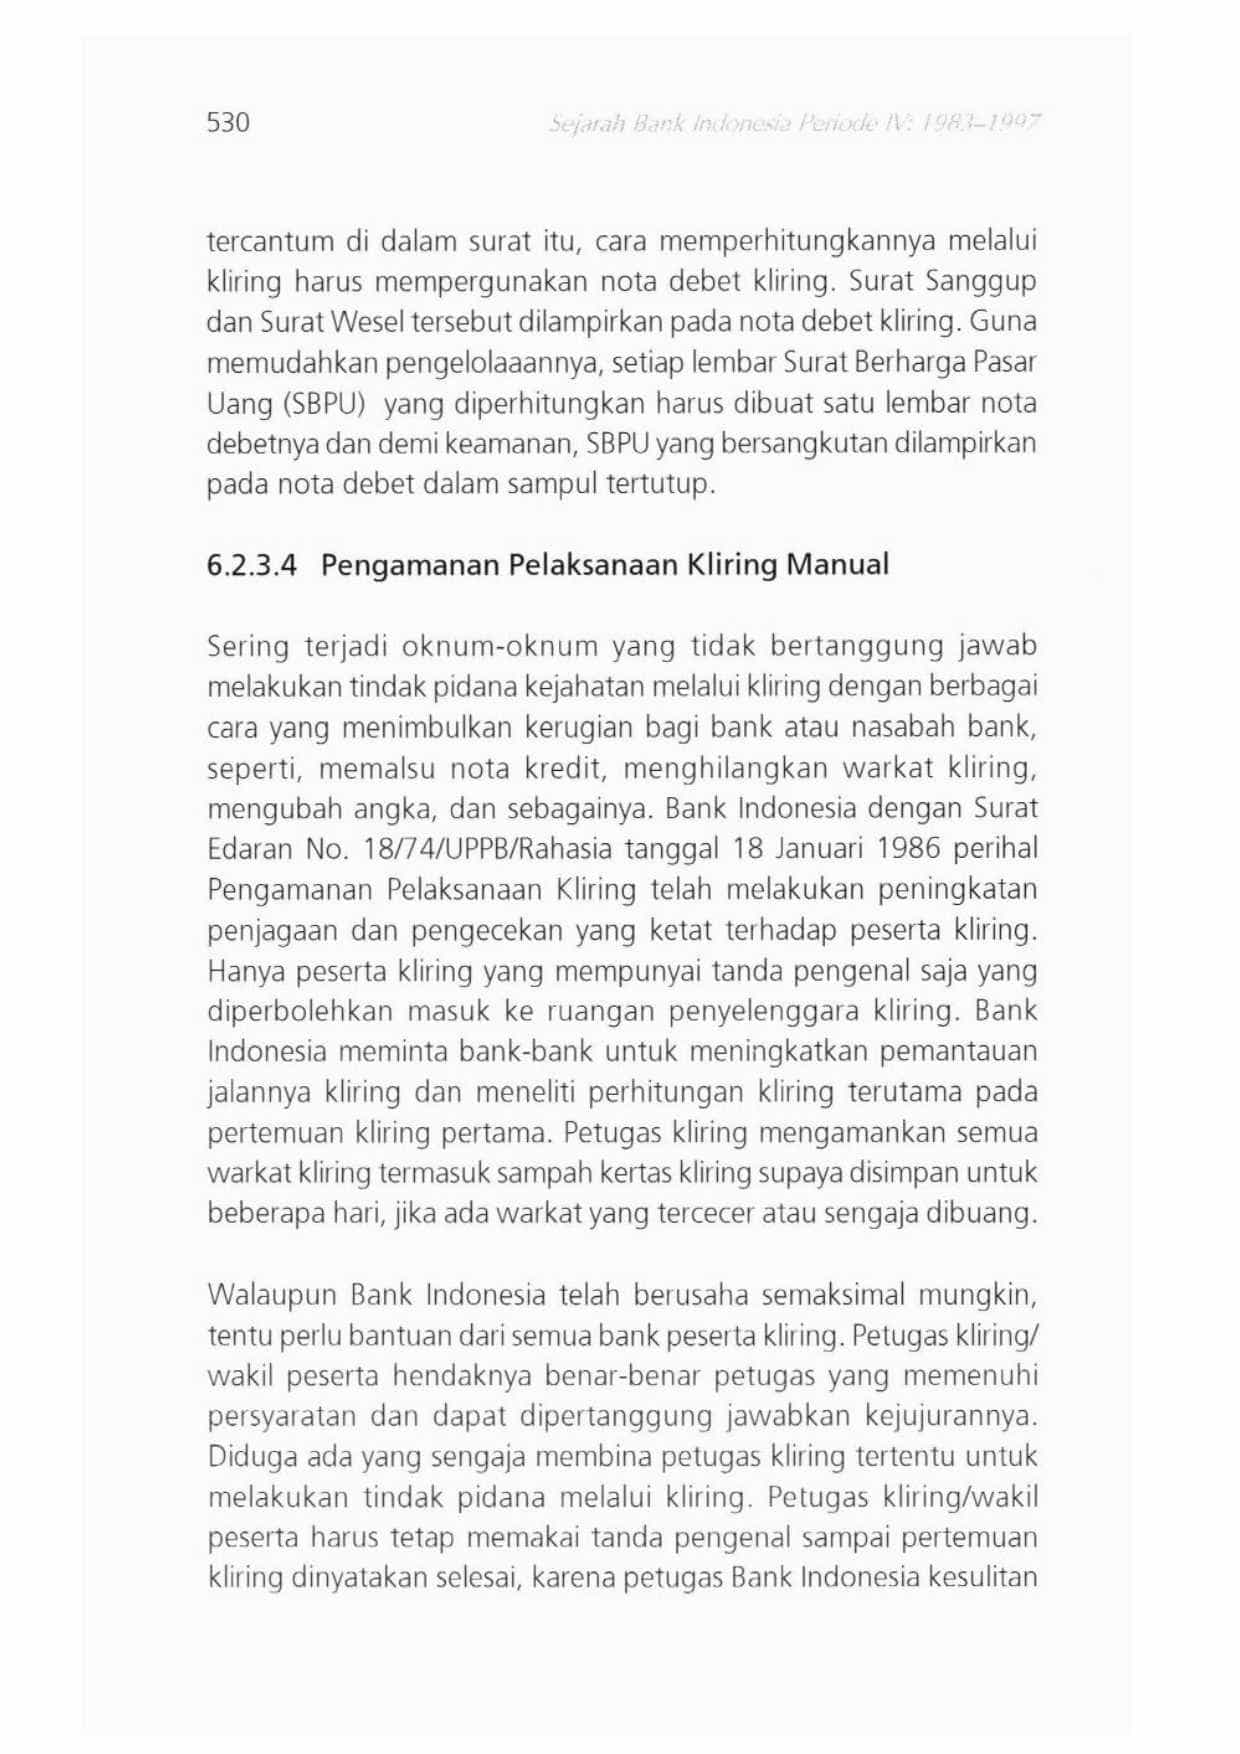 530
Sejarah Bank Indonesia Periode IV: 1983–1997
tercantum di dalam surat itu, cara memperhitungkannya melalui
kliring harus mempergunakan nota debet kliring. Surat Sanggup
dan Surat Wesel tersebut dilampirkan pada nota debet kliring. Guna
memudahkan pengelolaaannya, setiap lembar Surat Berharga Pasar
Uang (SBPU) yang diperhitungkan harus dibuat satu lembar nota
debetnya dan demi keamanan, SBPU yang bersangkutan dilampirkan
pada nota debet dalam sampul tertutup.
6.2.3.4 Pengamanan Pelaksanaan Kliring Manual
Sering terjadi oknum-oknum yang tidak bertanggung jawab
melakukan tindak pidana kejahatan melalui kliring dengan berbagai
cara yang menimbulkan kerugian bagi bank atau nasabah bank,
seperti, memalsu nota kredit, menghilangkan warkat kliring,
mengubah angka, dan sebagainya. Bank Indonesia dengan Surat
Edaran No. 18/74/UPPB/Rahasia tanggal 18 Januari 1986 perihal
Pengamanan Pelaksanaan Kliring telah melakukan peningkatan
penjagaan dan pengecekan yang ketat terhadap peserta kliring.
Hanya peserta kliring yang mempunyai tanda pengenal saja yang
diperbolehkan masuk ke ruangan penyelenggara kliring. Bank
Indonesia meminta bank-bank untuk meningkatkan pemantauan
jalannya kliring dan meneliti perhitungan kliring terutama pada
pertemuan kliring pertama. Petugas kliring mengamankan semua
warkat kliring termasuk sampah kertas kliring supaya disimpan untuk
beberapa hari, jika ada warkat yang tercecer atau sengaja dibuang.
Walaupun Bank Indonesia telah berusaha semaksimal mungkin,
tentu perlu bantuan dari semua bank peserta kliring. Petugas kliring/
wakil peserta hendaknya benar-benar petugas yang memenuhi
persyaratan dan dapat dipertanggung jawabkan kejujurannya.
Diduga ada yang sengaja membina petugas kliring tertentu untuk
melakukan tindak pidana melalui kliring. Petugas kliring/wakil
peserta harus tetap memakai tanda pengenal sampai pertemuan
kliring dinyatakan selesai, karena petugas Bank Indonesia kesulitan